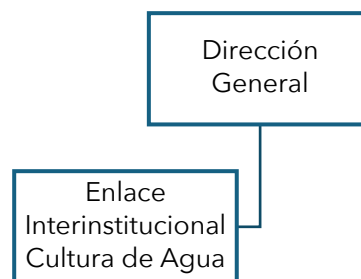 Dirección
General
Enlace
Interinstitucional
Cultura de Agua